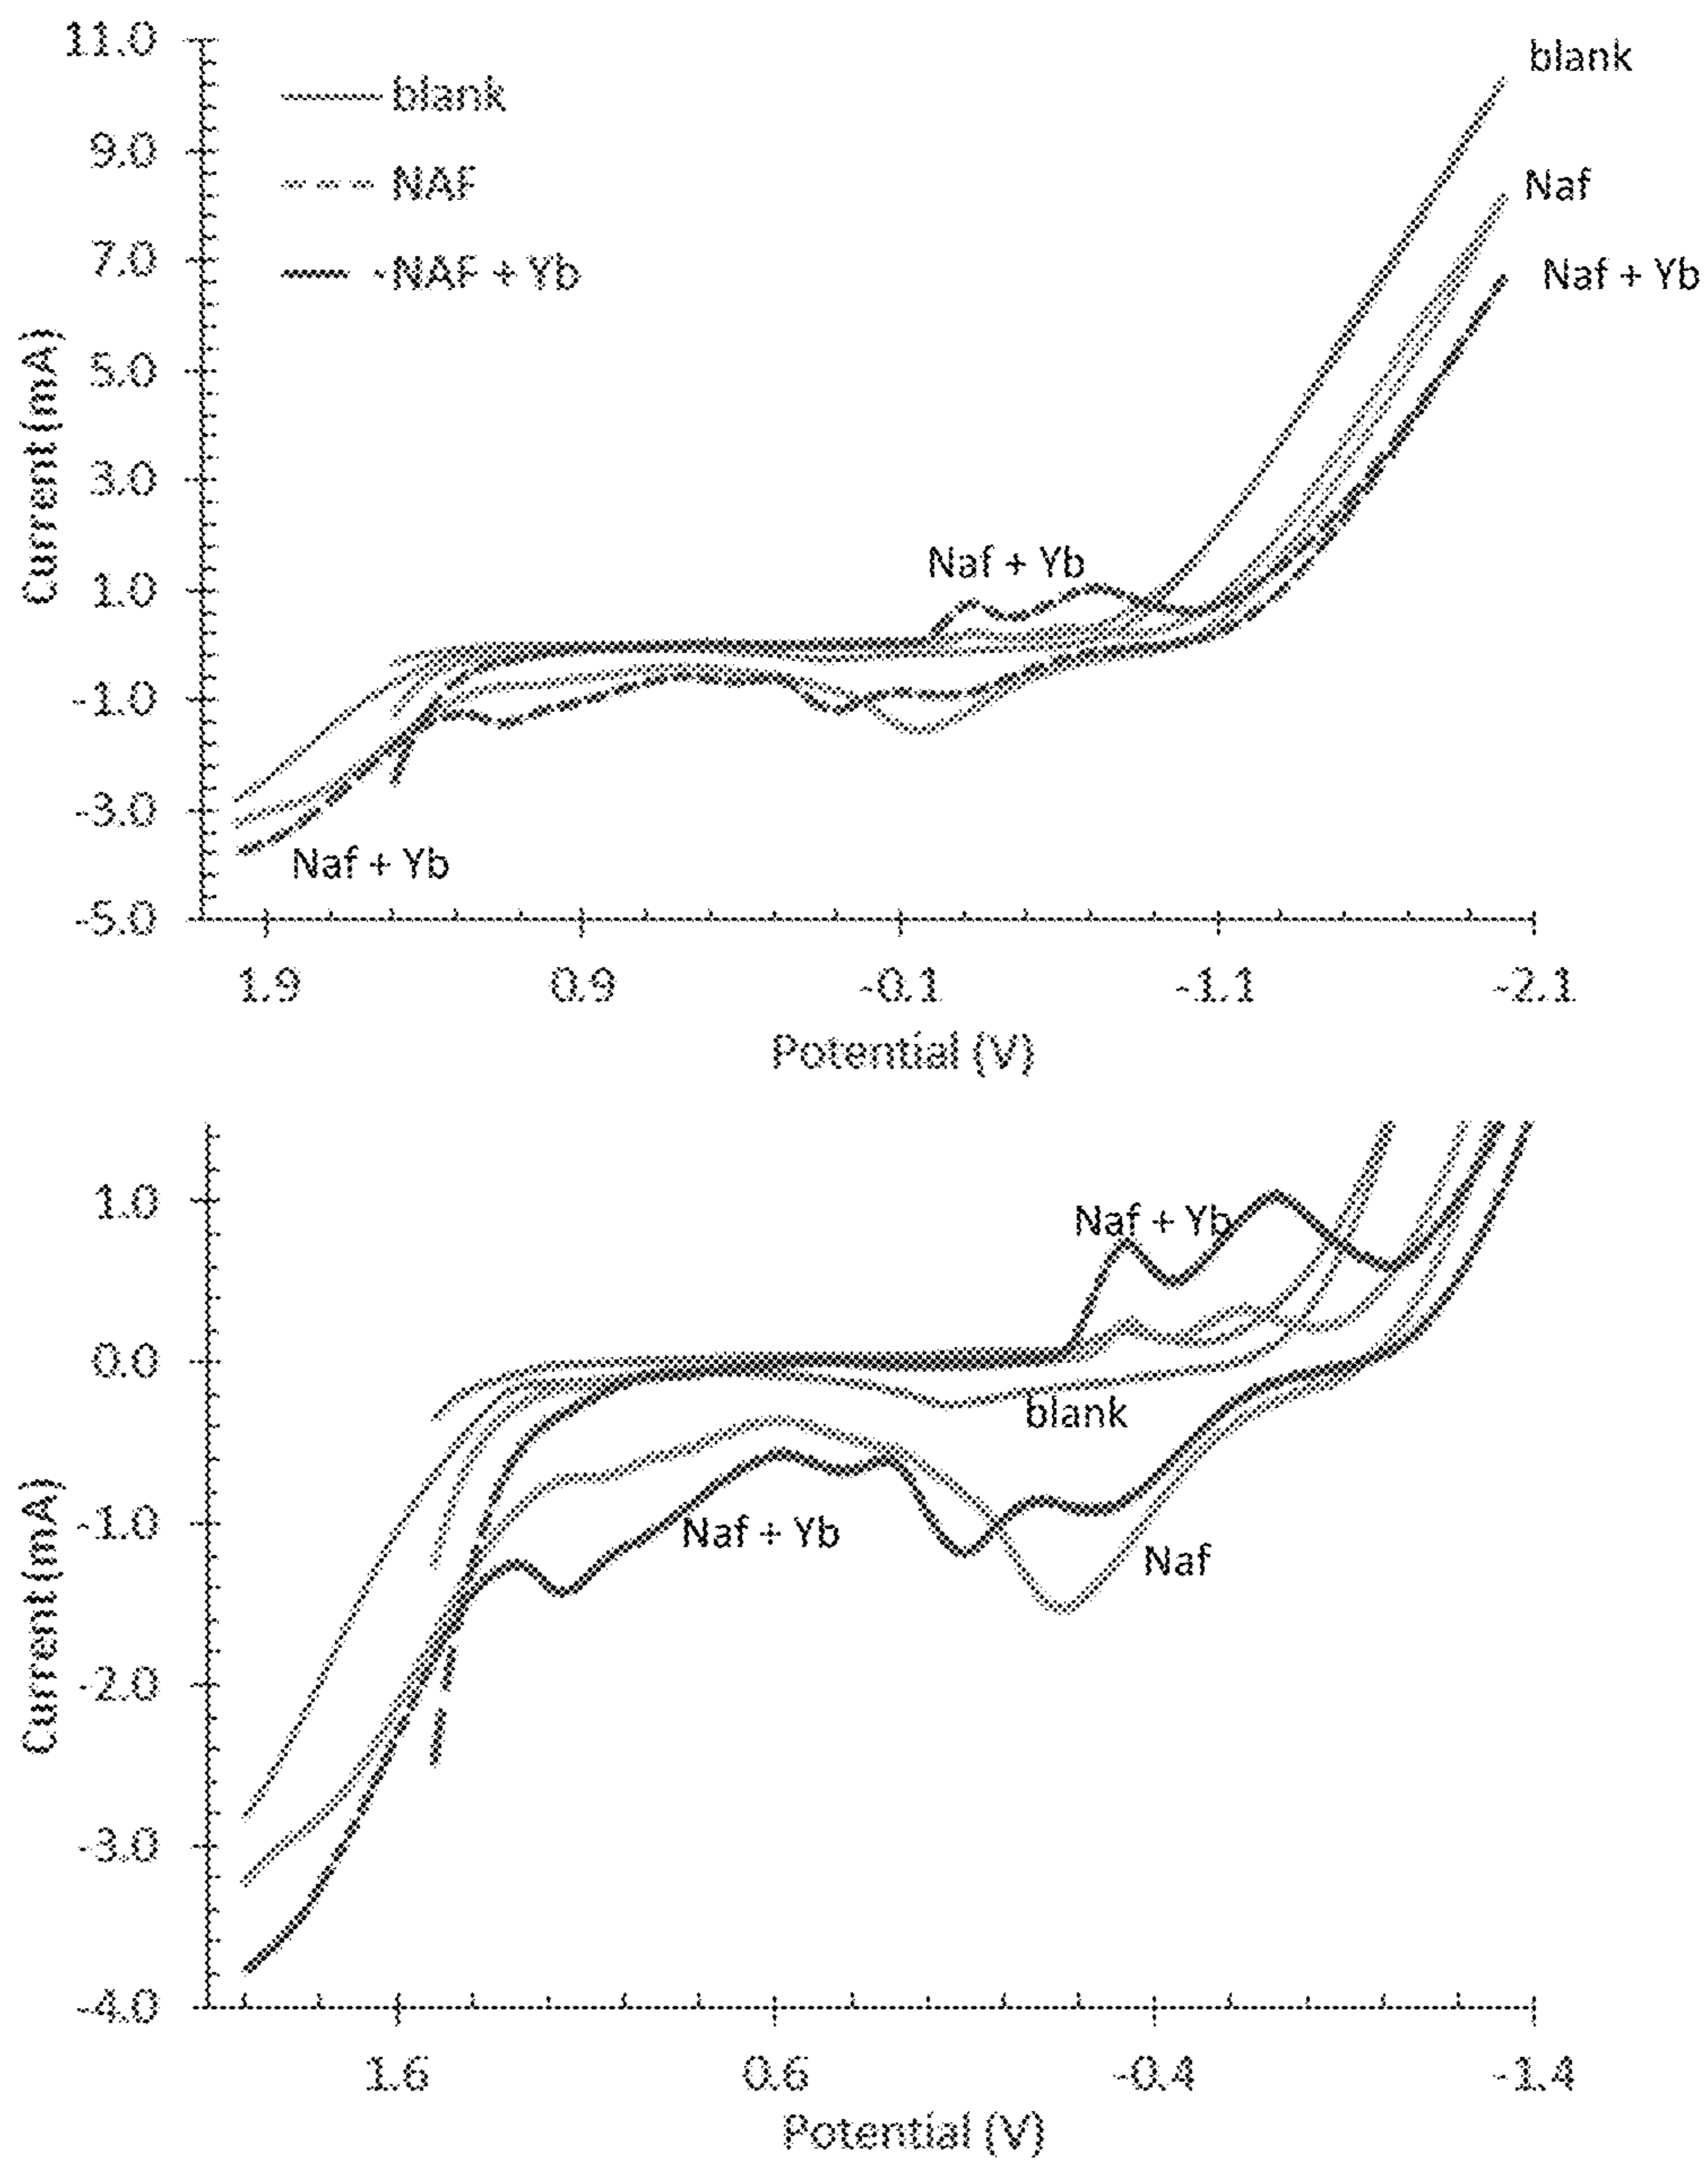 11.0
blank
blank
9.0
NAF
Naf
7.0
-NAF + Yb
Naf + Yb
5.0
Current (mA)
3.0
Naf + Yb
1.0
-1.0
-3.0
Naf + Yb
-5.0
1.9 0.9 -0.1 -1.1 -2.1
Potential (V)
1.0
Naf + Yb
0.0
blank
-1.0
Naf + Yb
Naf
Current (mA)
-2.0
-3.0
-4.0
1.6 0.6 -0.4 -1.4
Potential (V)